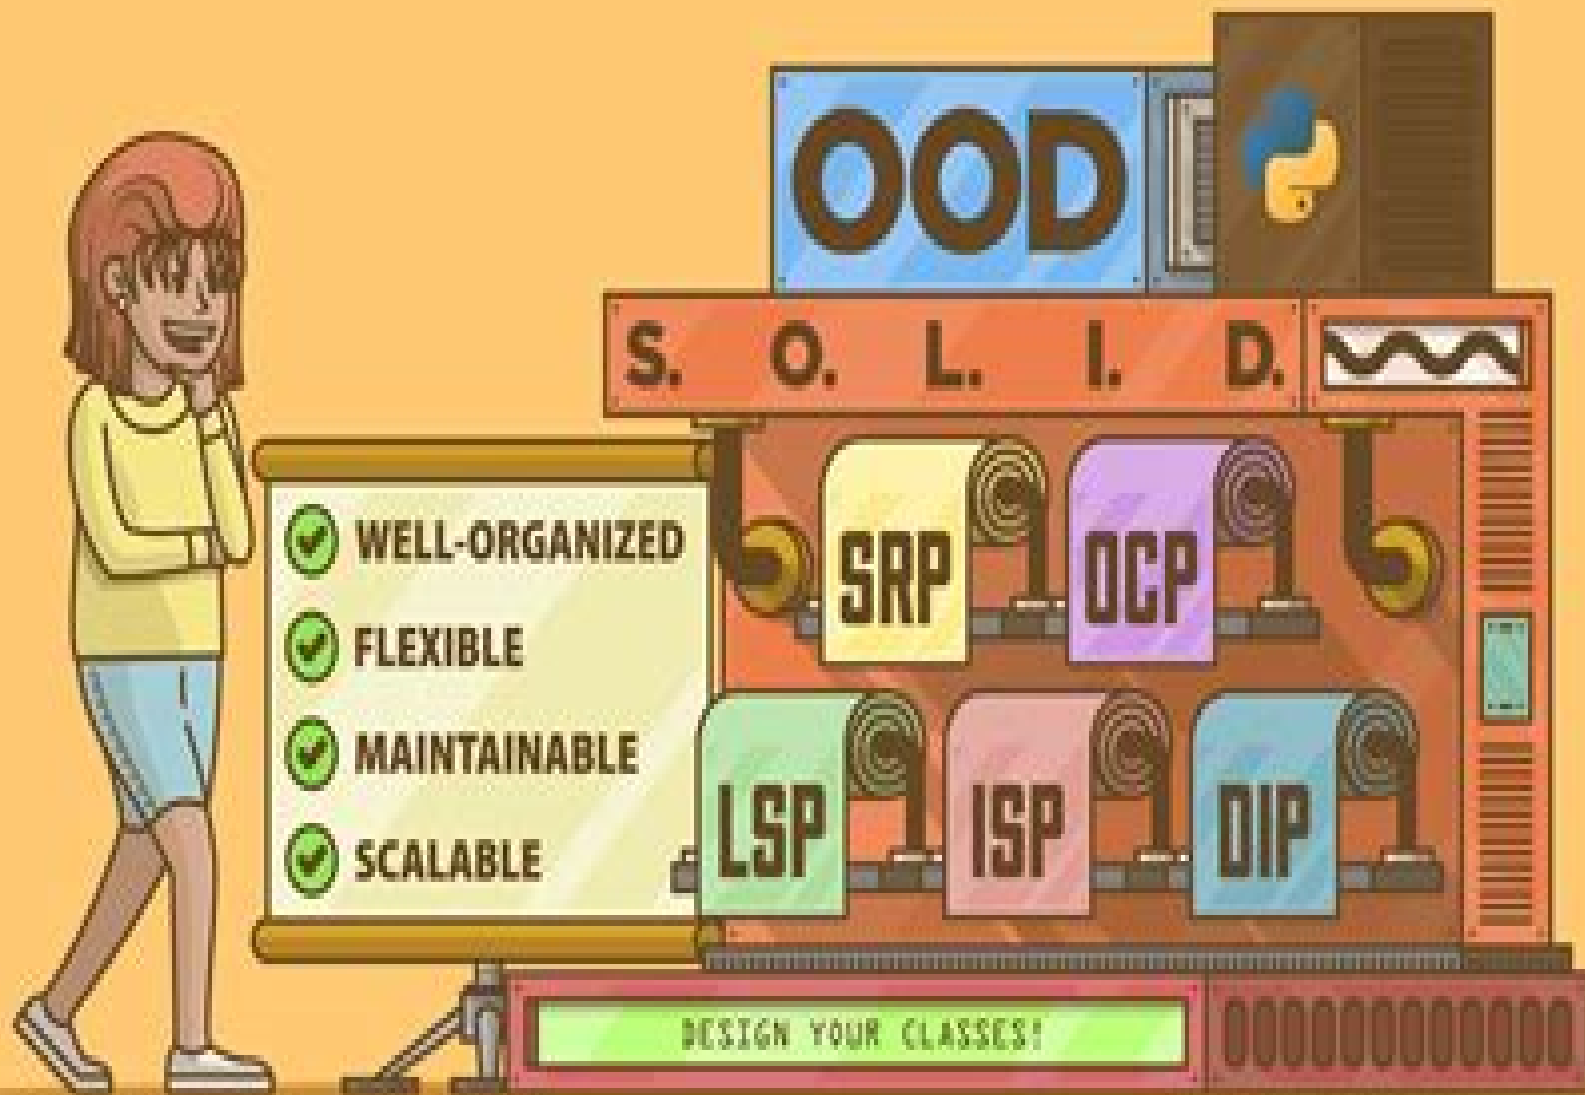 OOD
S. O. L. I. D.
WELL-ORGANIZED
FLEXIBLE
MAINTAINABLE
SCALABLE
SRP
OCP
LSP
ISP
DIP
DESIGN YOUR CLASSES!